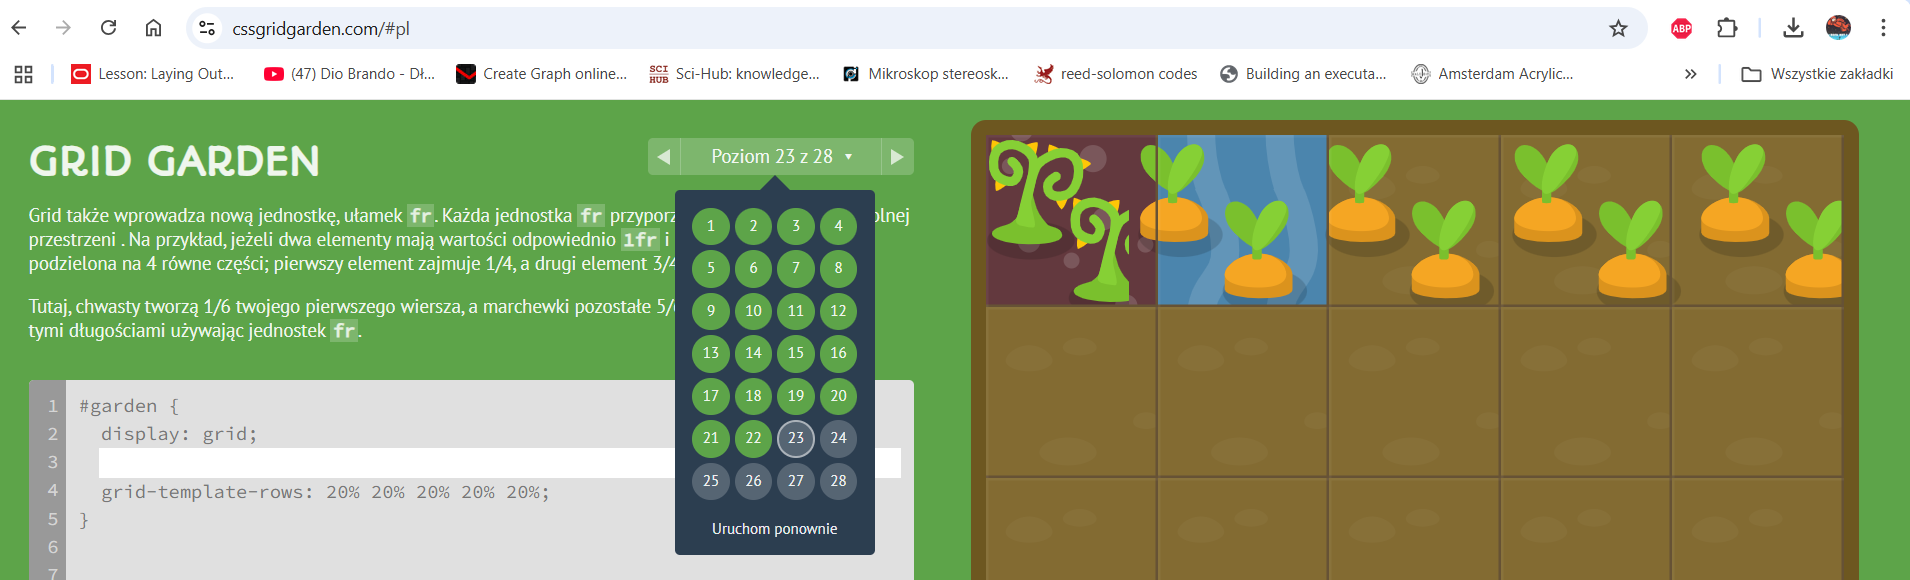 cssgridgarden.com/#pl
ABP
Lesson: Laying Out...
(47) Dio Brando - Dł...
Create Graph online...
SCI
HUB
Sci-Hub: knowledge...
Mikroskop stereosk...
reed-solomon codes
Building an executa...
Amsterdam Acrylic...
»
Wszystkie zakładki
GRID GARDEN
Poziom 23 z 28
Grid także wprowadza nową jednostkę, ułamek fr. Każda jednostka fr przyporz olnej
przestrzeni . Na przykład, jeżeli dwa elementy mają wartości odpowiednio 1fr i
podzielona na 4 równe części; pierwszy element zajmuje 1/4, a drugi element 3/4
Tutaj, chwasty tworzą 1/6 twojego pierwszego wiersza, a marchewki pozostałe 5/
tymi długościami używając jednostek fr.
1 2 3 4
5 6 7 8
9 10 11 12
13 14 15 16
17 18 19 20
21 22 23 24
25 26 27 28
Uruchom ponownie
1 #garden {
2 display: grid;
3
4 grid-template-rows: 20% 20% 20% 20% 20%;
5 }
6
7